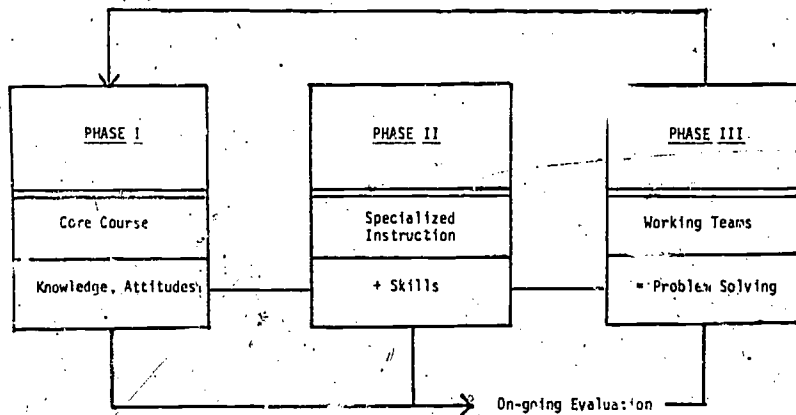 PHASE I
Core Course
Knowledge, Attitudes
PHASE II
Specialized
Instruction
+ Skills
PHASE III
Working Teams
= Problem Solving
On-going Evaluation